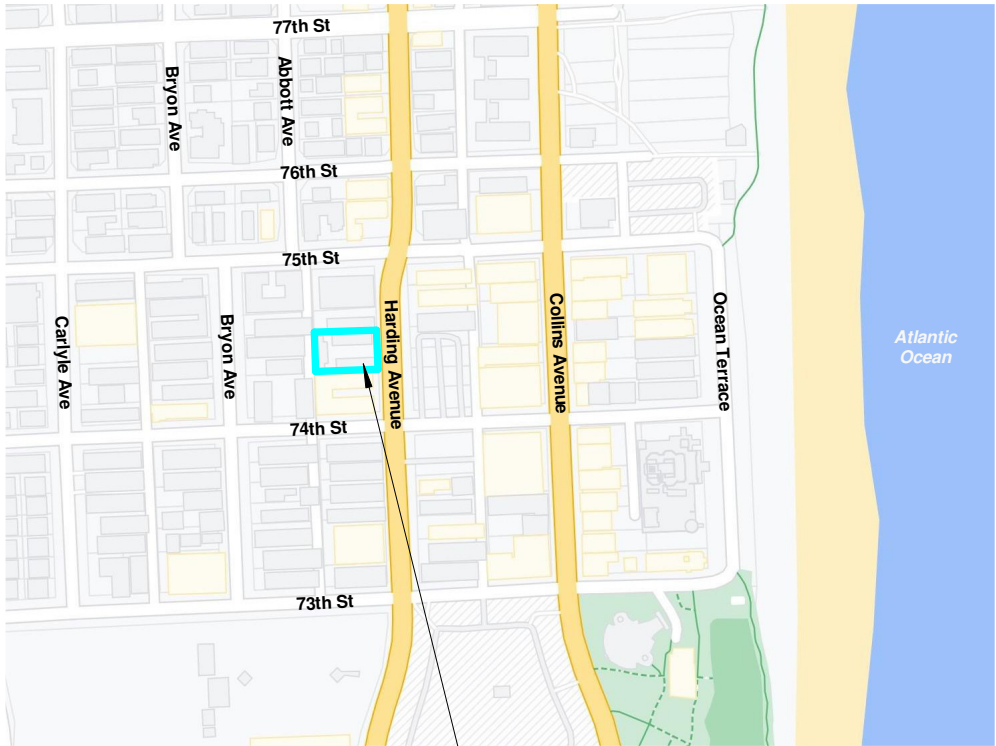 77th St
Abbott Ave
Bryon Ave
76th St
75th St
Carlyle Ave
Bryon Ave
Harding Avenue
Collins Avenue
Ocean Terrace
Atlantic
Ocean
74th St
73th St